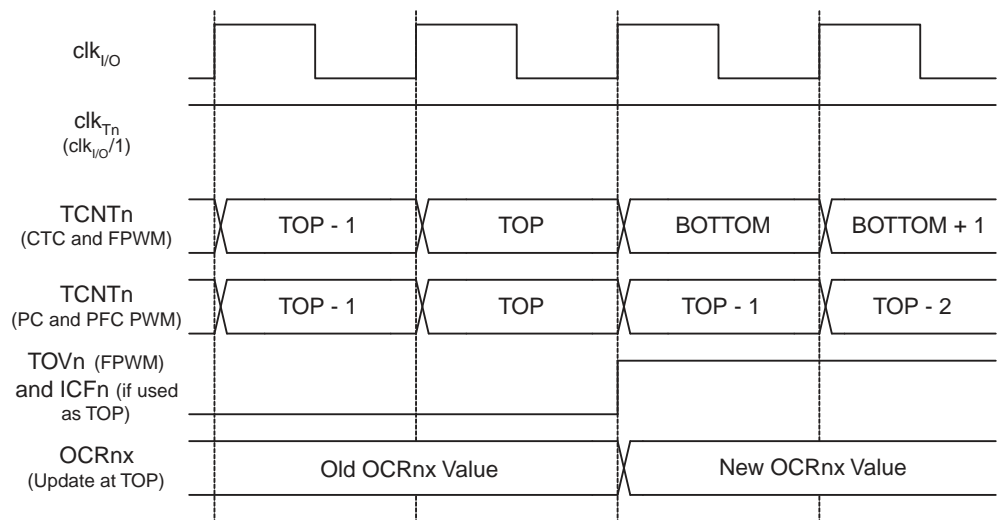 clkI/O
clkTn
(clkI/O/1)
TCNTn
(CTC and FPWM)
TOP - 1
TOP
BOTTOM
BOTTOM + 1
TCNTn
(PC and PFC PWM)
TOP - 1
TOP
TOP - 1
TOP - 2
TOVn (FPWM)
and ICFn (if used
as TOP)
OCRnx
(Update at TOP)
Old OCRnx Value
New OCRnx Value